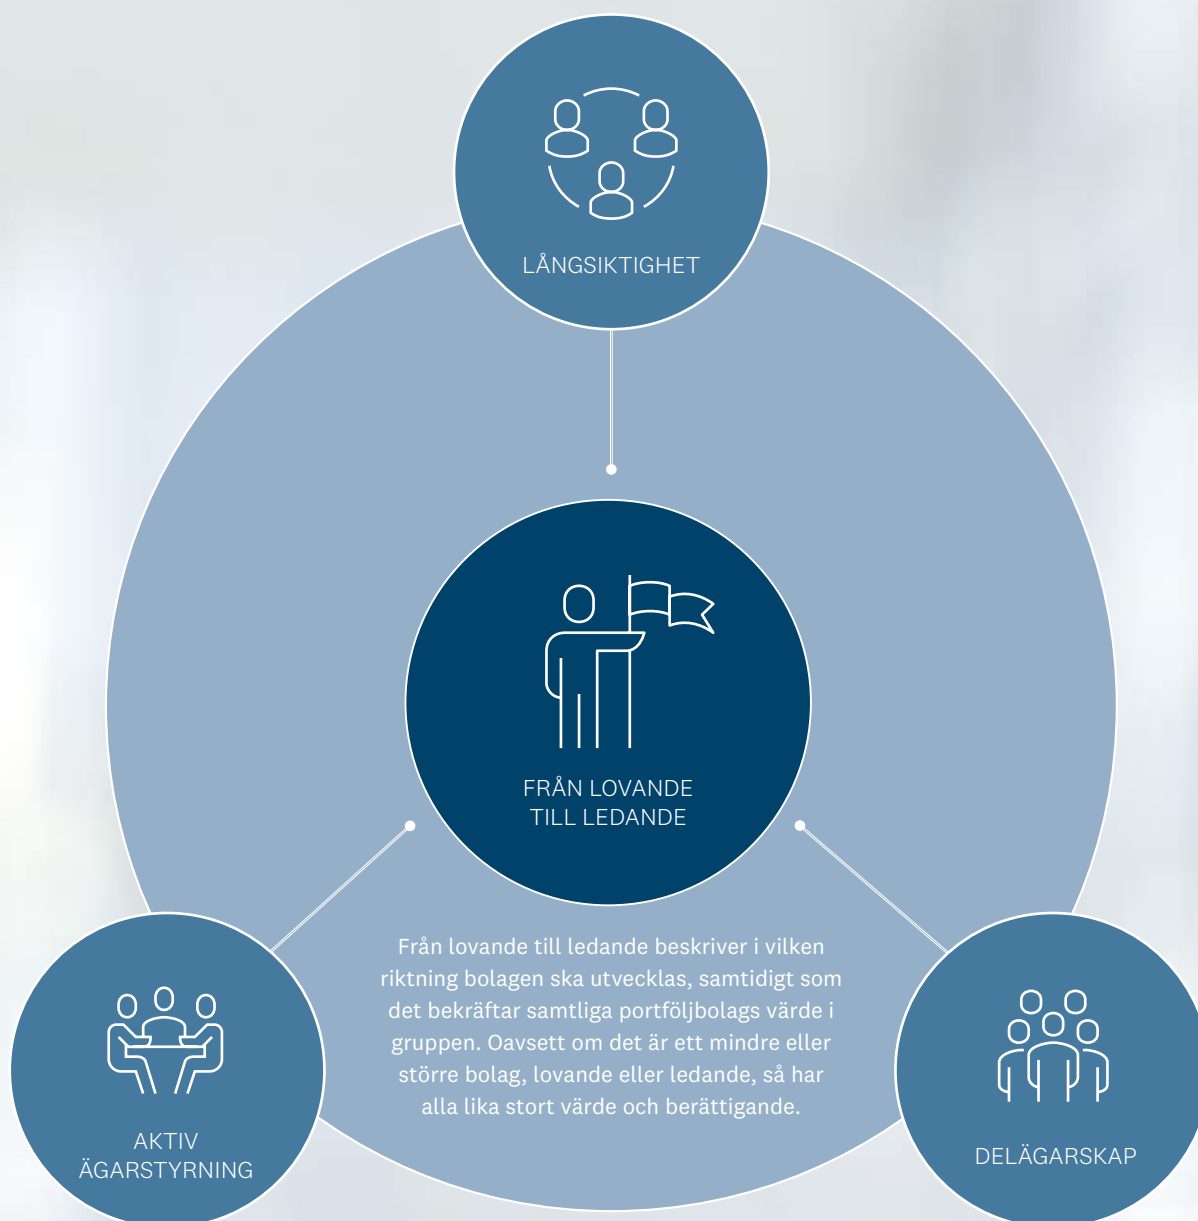 LÅNGSIKTIGHET
FRÅN LOVANDE
TILL LEDANDE
Från lovande till ledande beskriver i vilken
riktning bolagen ska utvecklas, samtidigt som
det bekräftar samtliga portföljbolags värde i
gruppen. Oavsett om det är ett mindre eller
större bolag, lovande eller ledande, så har
alla lika stort värde och berättigande.
AKTIV
ÄGARSTYRNING
DELÄGARSKAP